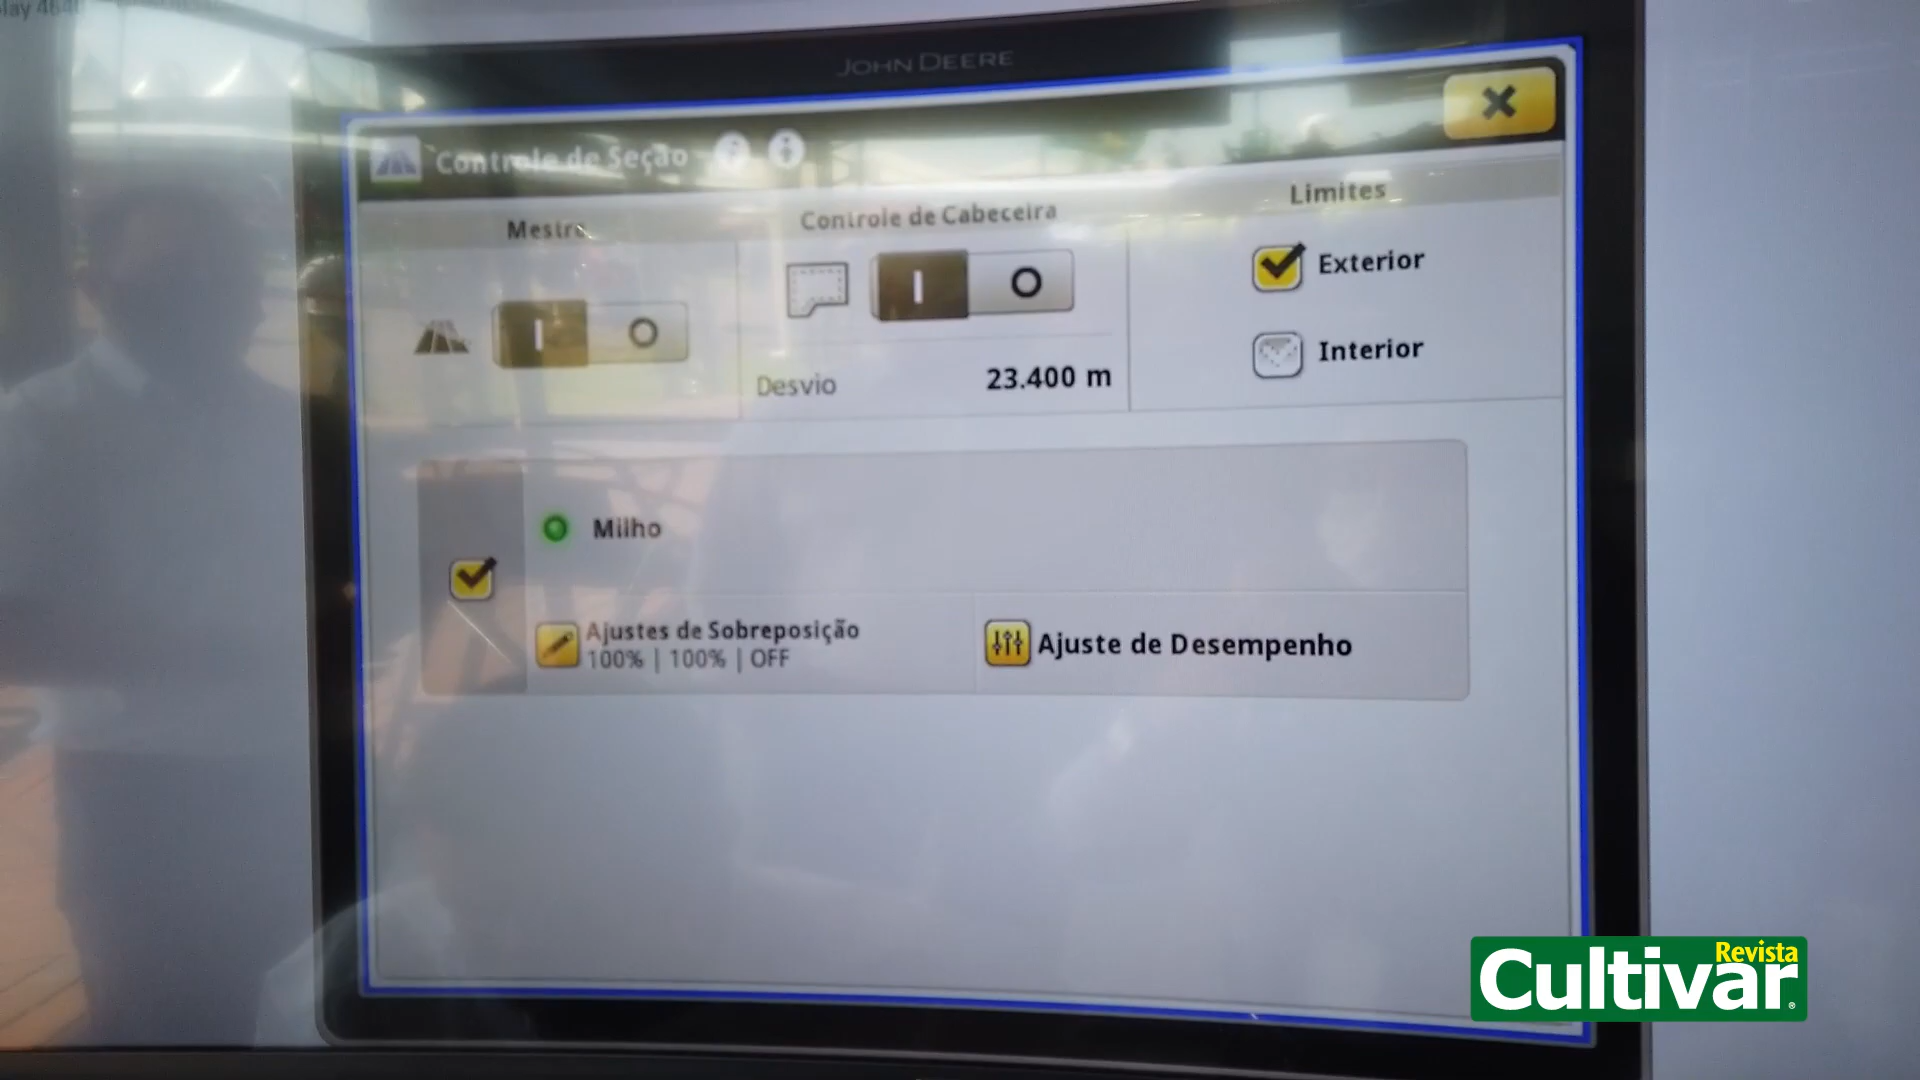 JOHN DEERE
Controle de Seção
Mestre
Controle de Cabeceira
Limites
Exterior
Interior
Desvio 23.400 m
Milho
Ajustes de Sobreposição
100% | 100% | OFF
Ajuste de Desempenho
Revista
Cultivar